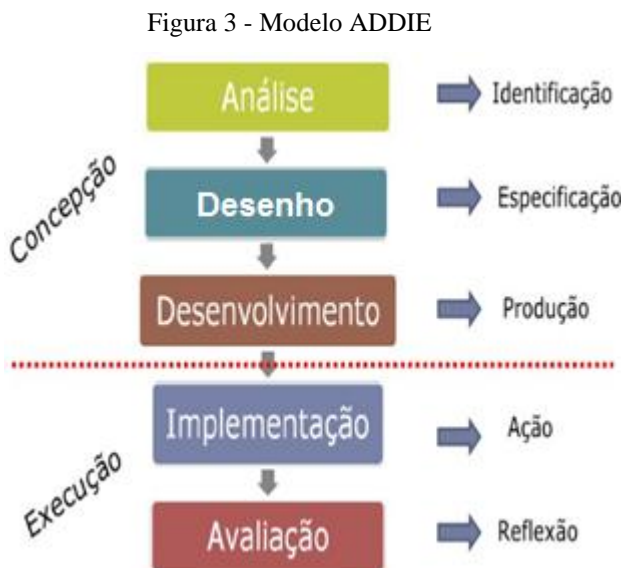 Figura 3 - Modelo ADDIE
Concepção
Análise
Identificação
Desenho
Especificação
Desenvolvimento
Produção
Execução
Implementação
Ação
Avaliação
Reflexão